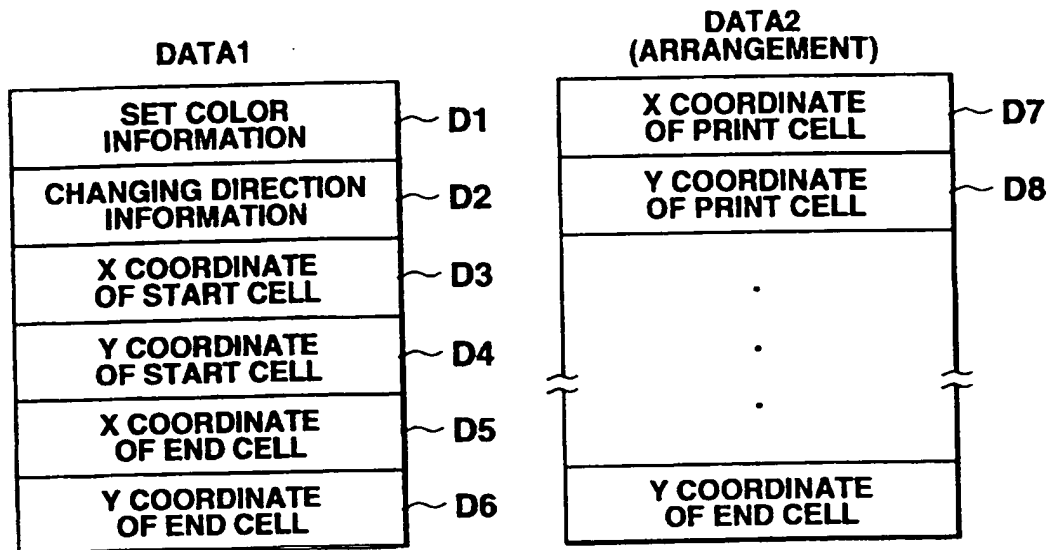 DATA1
SET COLOR
INFORMATION
D1
CHANGING DIRECTION
INFORMATION
D2
X COORDINATE
OF START CELL
D3
Y COORDINATE
OF START CELL
D4
X COORDINATE
OF END CELL
D5
Y COORDINATE
OF END CELL
D6
DATA2
(ARRANGEMENT)
X COORDINATE
OF PRINT CELL
D7
Y COORDINATE
OF PRINT CELL
D8
Y COORDINATE
OF END CELL